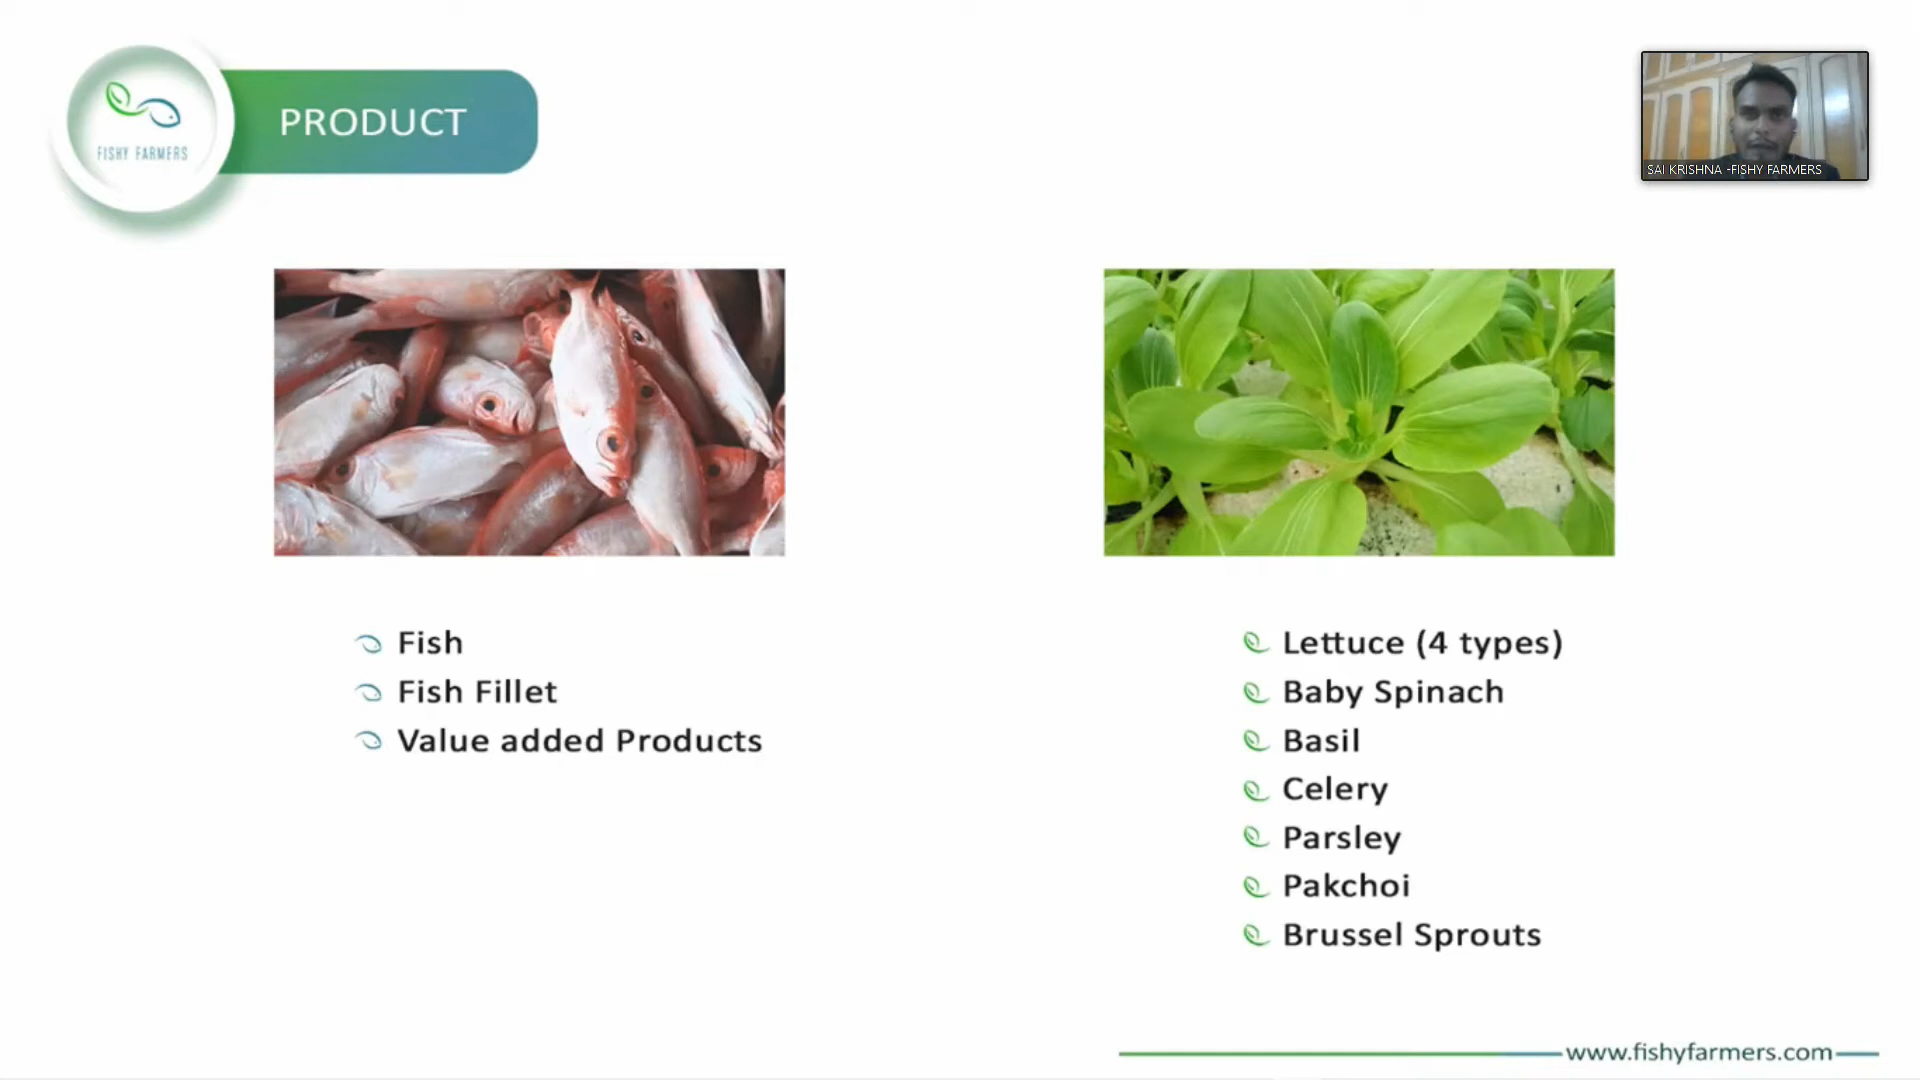 FISHY FARMERS
PRODUCT
SAI KRISHNA -FISHY FARMERS
Fish
Fish Fillet
Value added Products
Lettuce (4 types)
Baby Spinach
Basil
Celery
Parsley
Pakchoi
Brussel Sprouts
www.fishyfarmers.com